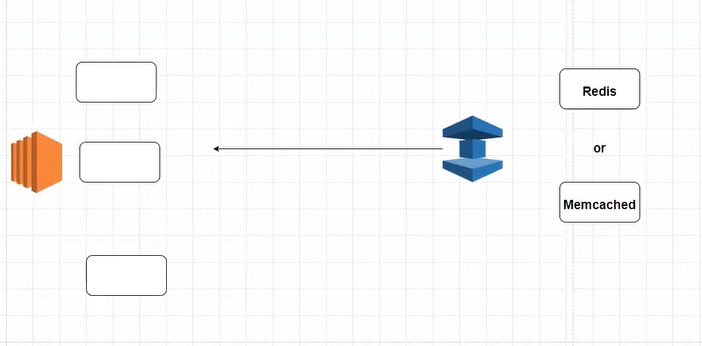 Redis
or
Memcached